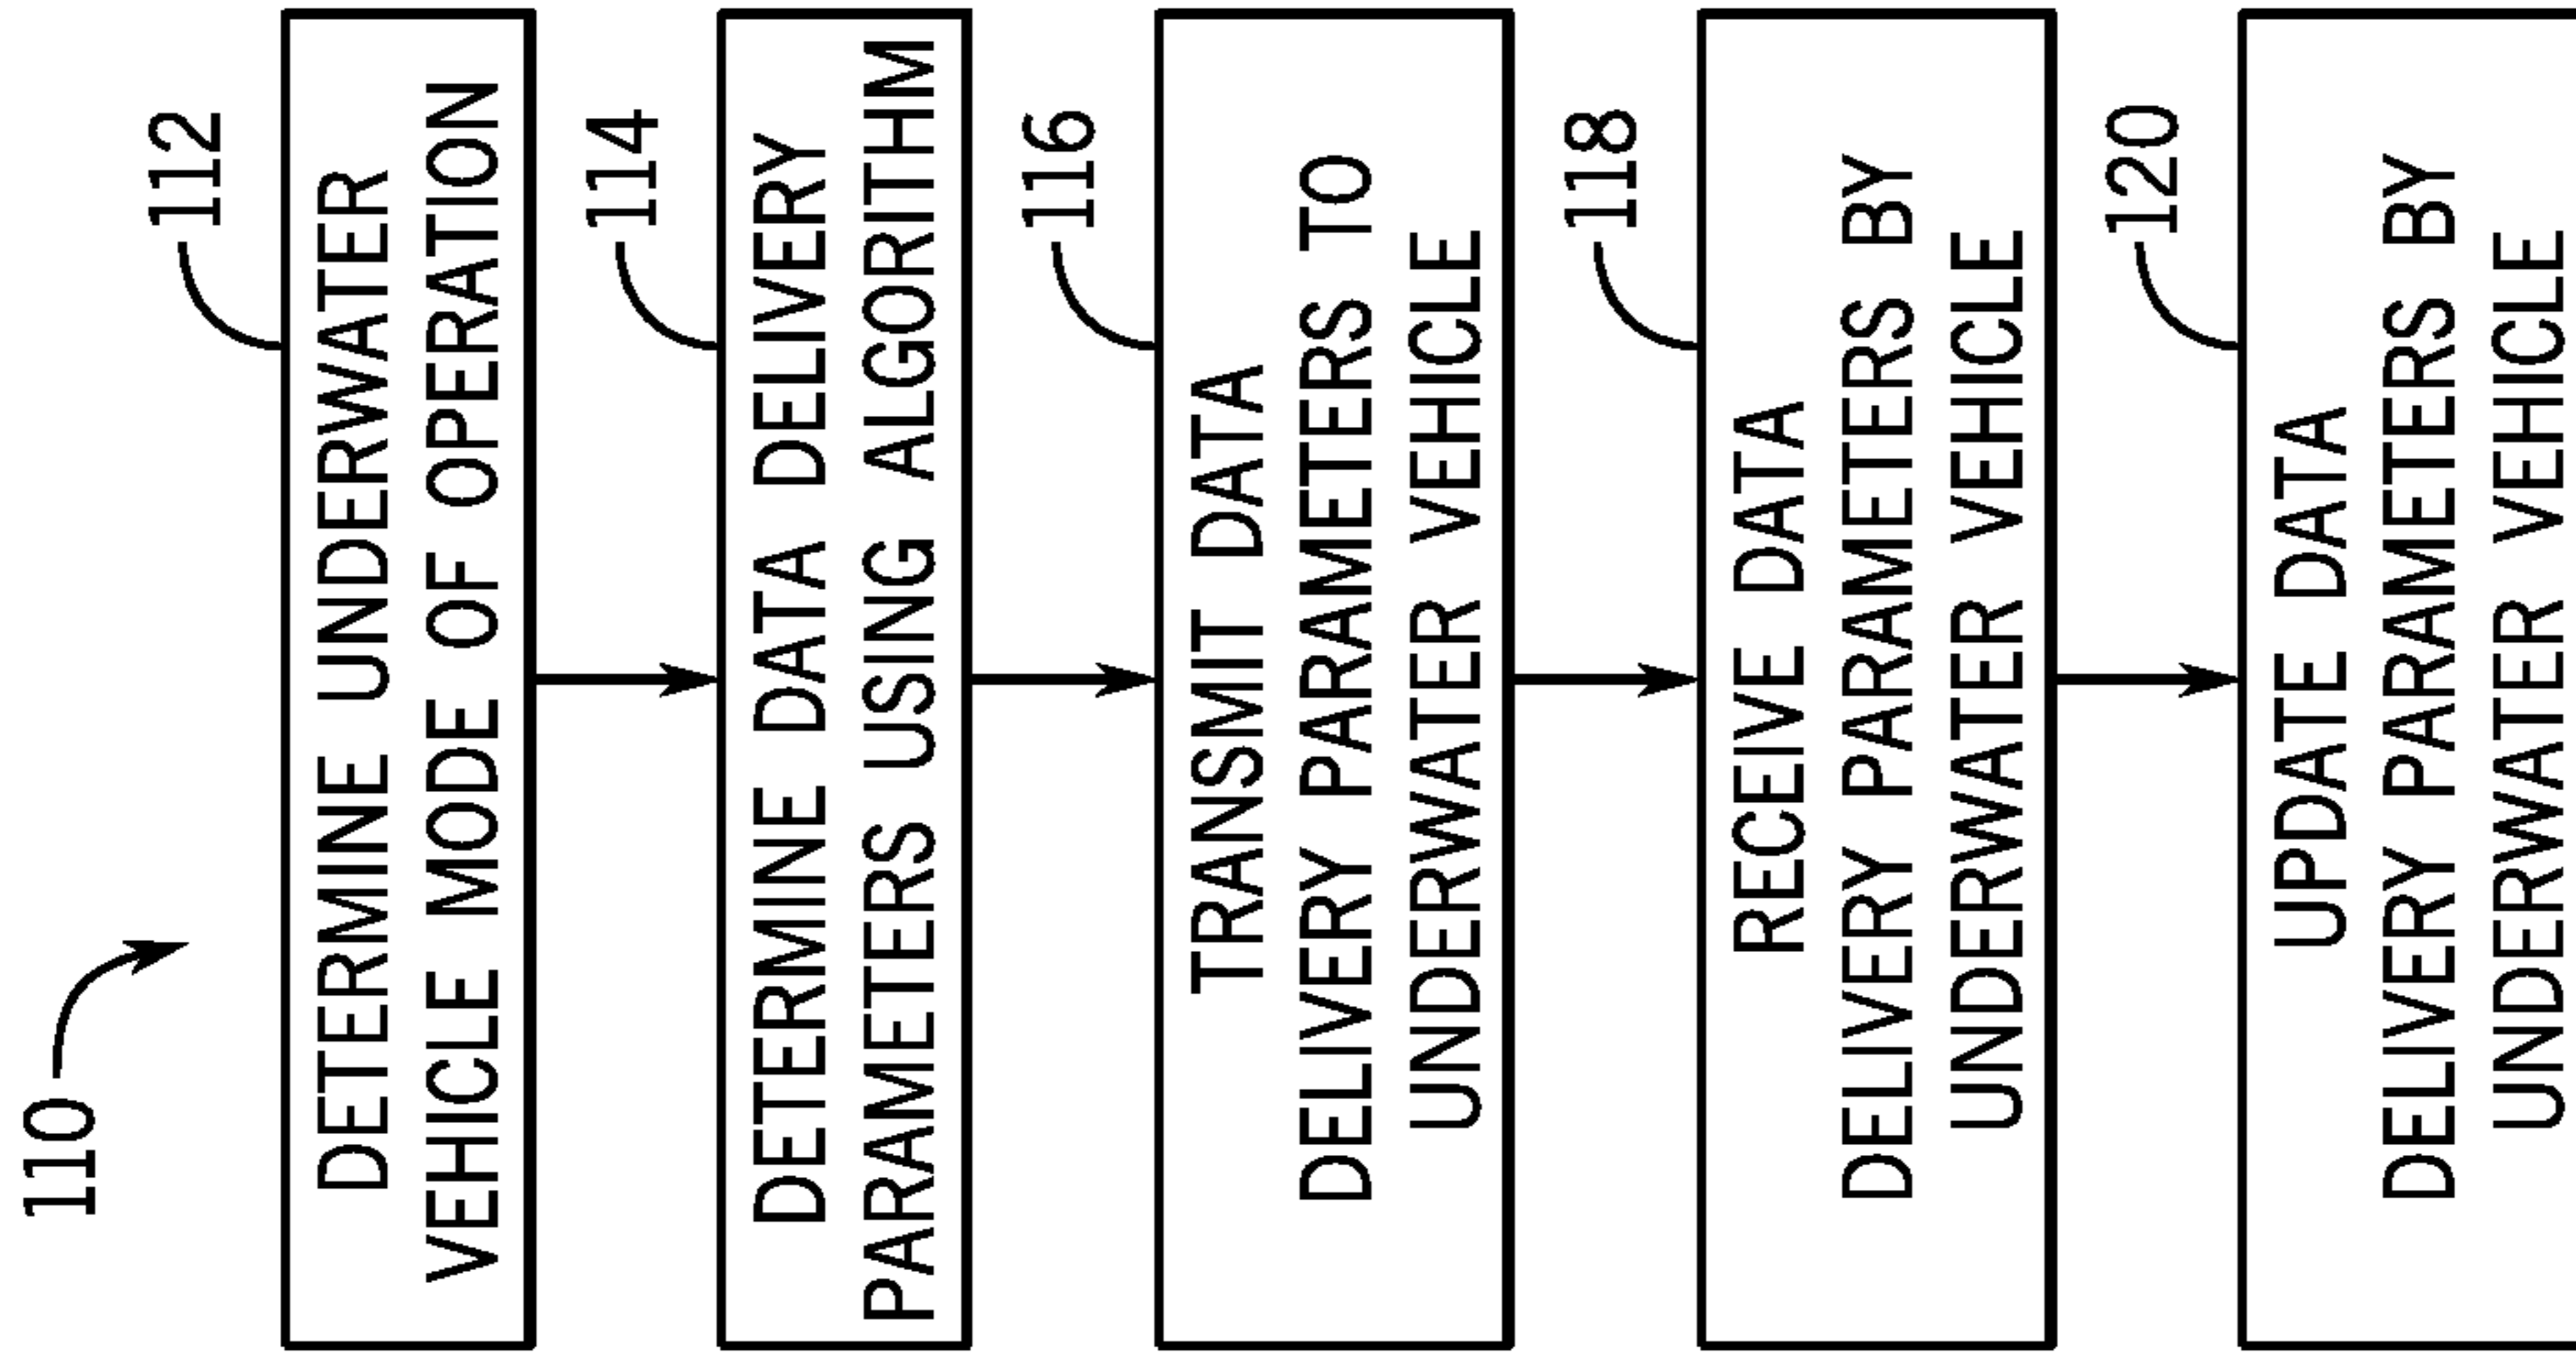 110
112
DETERMINE UNDERWATER
VEHICLE MODE OF OPERATION
114
DETERMINE DATA DELIVERY
PARAMETERS USING ALGORITHM
116
TRANSMIT DATA
DELIVERY PARAMETERS TO
UNDERWATER VEHICLE
118
RECEIVE DATA
DELIVERY PARAMETERS BY
UNDERWATER VEHICLE
120
UPDATE DATA
DELIVERY PARAMETERS BY
UNDERWATER VEHICLE